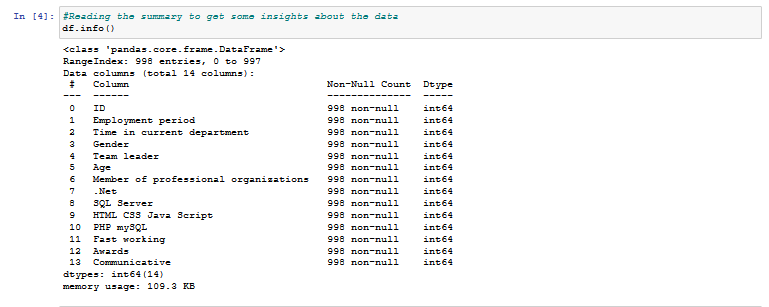 In [4]: #Reading the summary to get some insights about the data
df.info()
<class 'pandas.core.frame.DataFrame'>
RangeIndex: 998 entries, 0 to 997
Data columns (total 14 columns):
# Column Non-Null Count Dtype
--- ------ -------------- -----
0 ID 998 non-null int64
1 Employment period 998 non-null int64
2 Time in current department 998 non-null int64
3 Gender 998 non-null int64
4 Team leader 998 non-null int64
5 Age 998 non-null int64
6 Member of professional organizations 998 non-null int64
7 .Net 998 non-null int64
8 SQL Server 998 non-null int64
9 HTML CSS Java Script 998 non-null int64
10 PHP mySQL 998 non-null int64
11 Fast working 998 non-null int64
12 Awards 998 non-null int64
13 Communicative 998 non-null int64
dtypes: int64(14)
memory usage: 109.3 KB